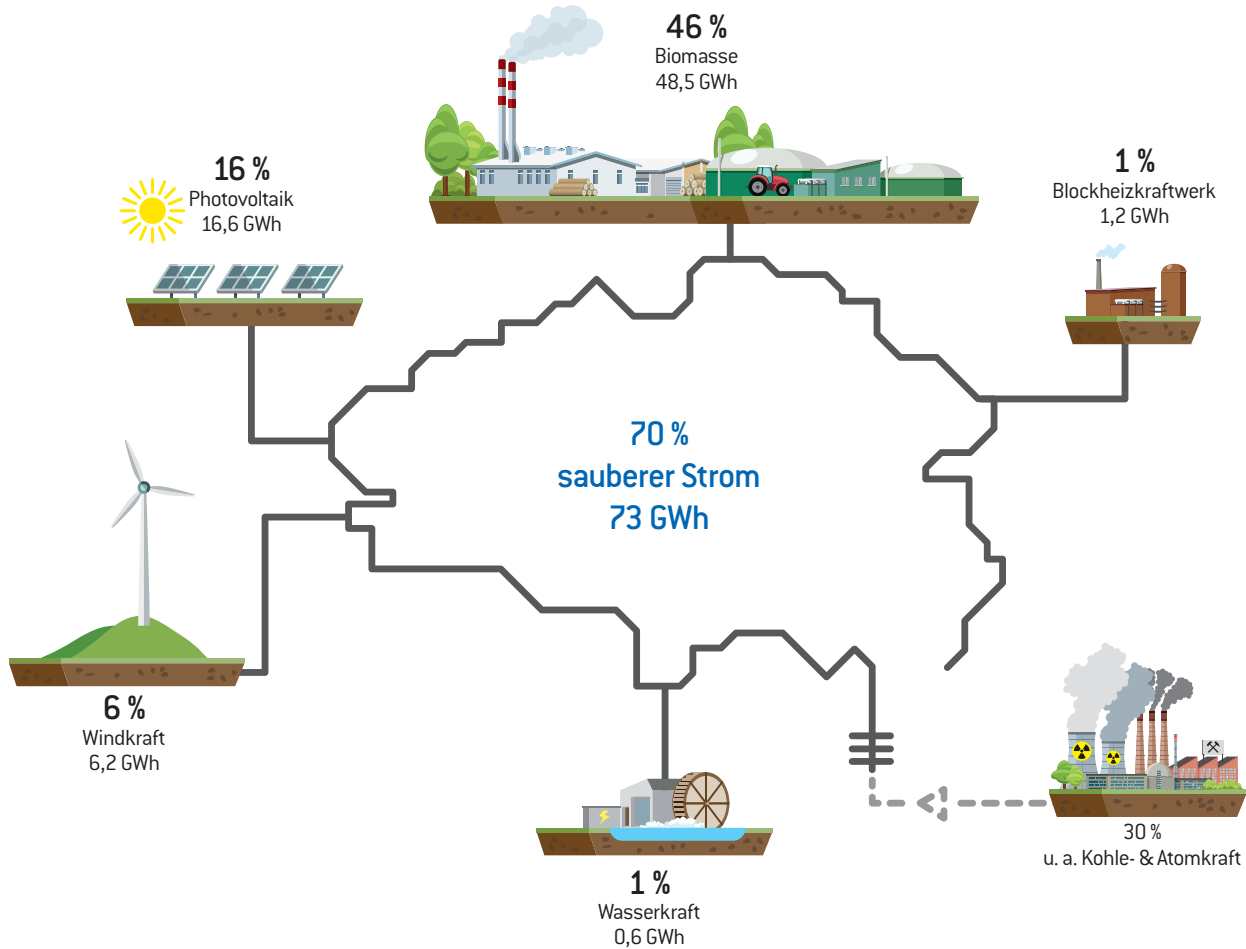 46 %
Biomasse
48,5 GWh
16 %
Photovoltaik
16,6 GWh
1 %
Blockheizkraftwerk
1,2 GWh
70 %
sauberer Strom
73 GWh
6 %
Windkraft
6,2 GWh
30 %
u. a. Kohle- & Atomkraft
1 %
Wasserkraft
0,6 GWh